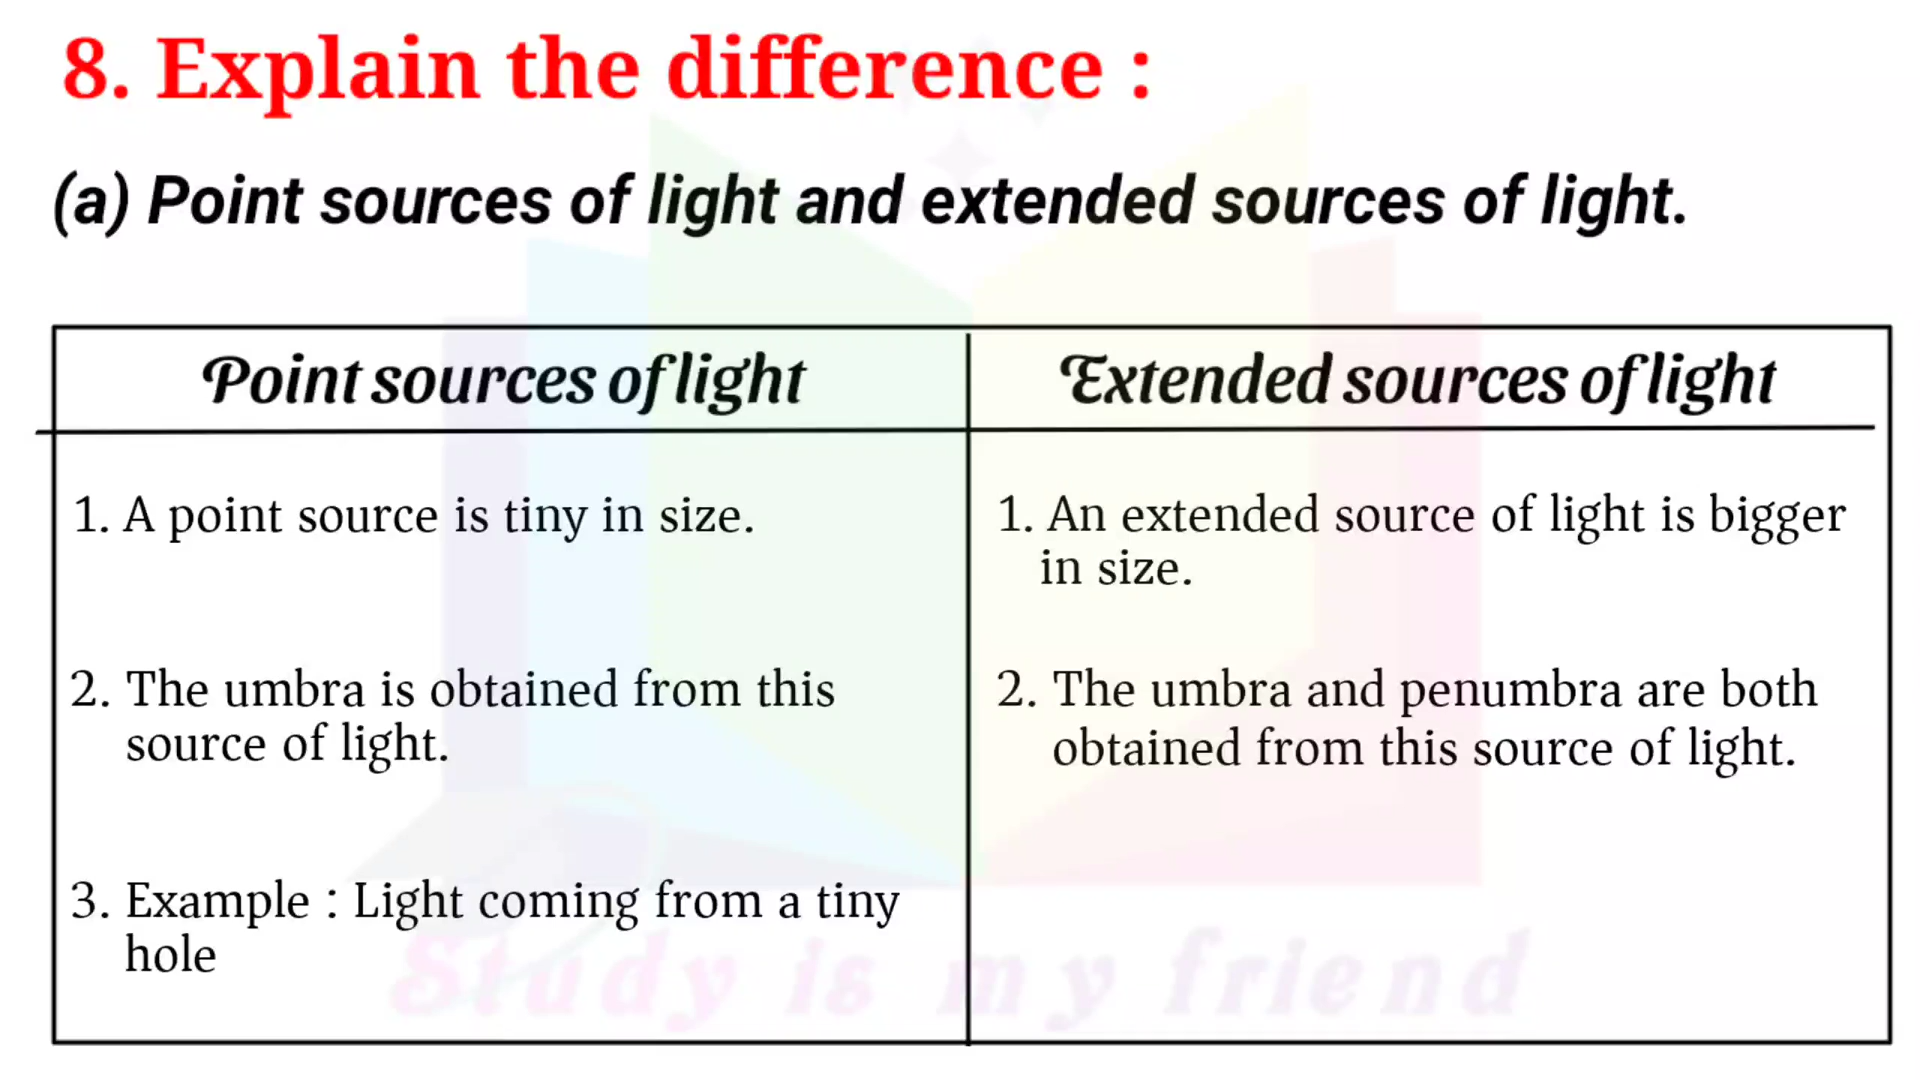 8. Explain the difference :
(a) Point sources of light and extended sources of light.
Point sources of light
Extended sources of light
1. A point source is tiny in size.
1. An extended source of light is bigger
in size.
2. The umbra is obtained from this
source of light.
2. The umbra and penumbra are both
obtained from this source of light.
3. Example : Light coming from a tiny
hole
Study is my friend